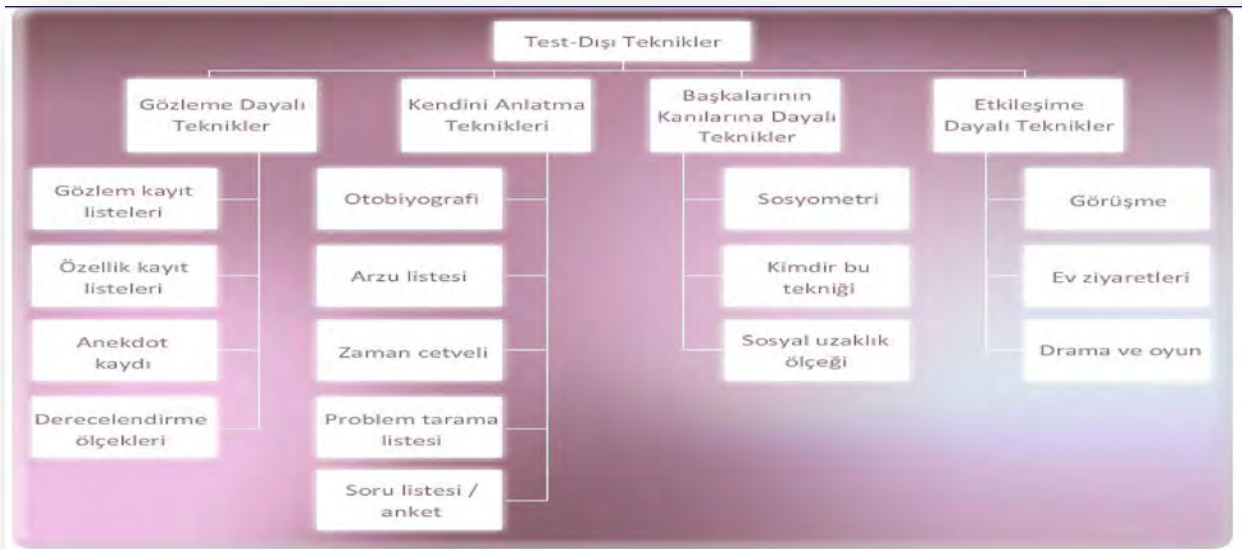 Test-Dışı Teknikler
Gözleme Dayalı
Teknikler
Gözlem kayıt
listeleri
Özellik kayıt
listeleri
Anekdot
kaydı
Derecelendirme
ölçekleri
Kendini Anlatma
Teknikleri
Otobiyografi
Arzu listesi
Zaman cetveli
Problem tarama
listesi
Soru listesi /
anket
Başkalarının
Kanılarına Dayalı
Teknikler
Sosyometri
Kimdir bu
tekniği
Sosyal uzaklık
ölçeği
Etkileşime
Dayalı Teknikler
Görüşme
Ev ziyaretleri
Drama ve oyun